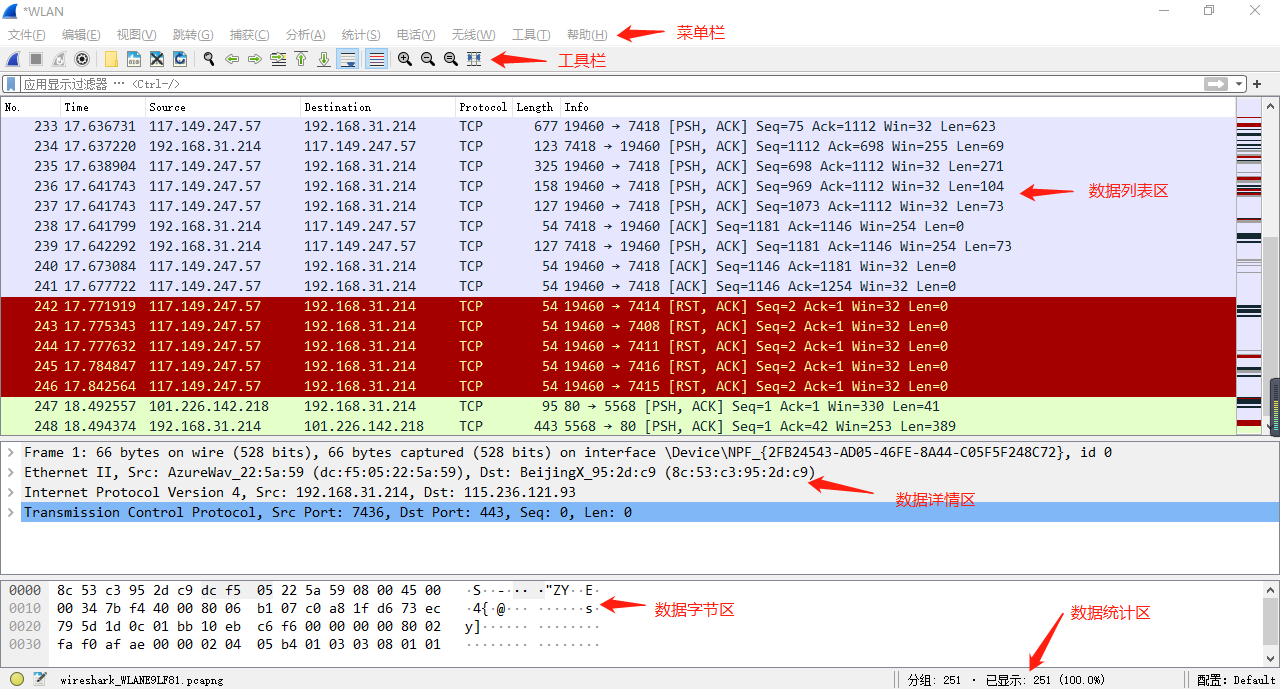 *WLAN
文件(F) 编辑(E) 视图(V) 跳转(G) 捕获(C) 分析(A) 统计(S) 电话(Y) 无线(W) 工具(T) 帮助(H) 菜单栏
工具栏
应用显示过滤器 … <Ctrl-/>
No. Time Source Destination Protocol Length Info
233 17.636731 117.149.247.57 192.168.31.214 TCP 677 19460 → 7418 [PSH, ACK] Seq=75 Ack=1112 Win=32 Len=623
234 17.637220 192.168.31.214 117.149.247.57 TCP 123 7418 → 19460 [PSH, ACK] Seq=1112 Ack=698 Win=255 Len=69
235 17.638904 117.149.247.57 192.168.31.214 TCP 325 19460 → 7418 [PSH, ACK] Seq=698 Ack=1112 Win=32 Len=271
236 17.641743 117.149.247.57 192.168.31.214 TCP 158 19460 → 7418 [PSH, ACK] Seq=969 Ack=1112 Win=32 Len=104
数据列表区
237 17.641743 117.149.247.57 192.168.31.214 TCP 127 19460 → 7418 [PSH, ACK] Seq=1073 Ack=1112 Win=32 Len=73
238 17.641799 192.168.31.214 117.149.247.57 TCP 54 7418 → 19460 [ACK] Seq=1181 Ack=1146 Win=254 Len=0
239 17.642292 192.168.31.214 117.149.247.57 TCP 127 7418 → 19460 [PSH, ACK] Seq=1181 Ack=1146 Win=254 Len=73
240 17.673084 117.149.247.57 192.168.31.214 TCP 54 19460 → 7418 [ACK] Seq=1146 Ack=1181 Win=32 Len=0
241 17.677722 117.149.247.57 192.168.31.214 TCP 54 19460 → 7418 [ACK] Seq=1146 Ack=1254 Win=32 Len=0
242 17.771919 117.149.247.57 192.168.31.214 TCP 54 19460 → 7414 [RST, ACK] Seq=2 Ack=1 Win=32 Len=0
243 17.775343 117.149.247.57 192.168.31.214 TCP 54 19460 → 7408 [RST, ACK] Seq=2 Ack=1 Win=32 Len=0
244 17.777632 117.149.247.57 192.168.31.214 TCP 54 19460 → 7411 [RST, ACK] Seq=2 Ack=1 Win=32 Len=0
245 17.784847 117.149.247.57 192.168.31.214 TCP 54 19460 → 7416 [RST, ACK] Seq=2 Ack=1 Win=32 Len=0
246 17.842564 117.149.247.57 192.168.31.214 TCP 54 19460 → 7415 [RST, ACK] Seq=2 Ack=1 Win=32 Len=0
247 18.492557 101.226.142.218 192.168.31.214 TCP 95 80 → 5568 [PSH, ACK] Seq=1 Ack=1 Win=330 Len=41
248 18.494374 192.168.31.214 101.226.142.218 TCP 443 5568 → 80 [PSH, ACK] Seq=1 Ack=42 Win=253 Len=389
Frame 1: 66 bytes on wire (528 bits), 66 bytes captured (528 bits) on interface \Device\NPF_{2FB24543-AD05-46FE-8A44-C05F5F248C72}, id 0
Ethernet II, Src: AzureWav_22:5a:59 (dc:f5:05:22:5a:59), Dst: BeijingX_95:2d:c9 (8c:53:c3:95:2d:c9)
Internet Protocol Version 4, Src: 192.168.31.214, Dst: 115.236.121.93
数据详情区
Transmission Control Protocol, Src Port: 7436, Dst Port: 443, Seq: 0, Len: 0
0000 8c 53 c3 95 2d c9 dc f5 05 22 5a 59 08 00 45 00 ·S··-··· ·"ZY··E·
0010 00 34 7b f4 40 00 80 06 b1 07 c0 a8 1f d6 73 ec ·4{·@··· ······s·
数据字节区
0020 79 5d 1d 0c 01 bb 10 eb c6 f6 00 00 00 00 80 02 y]······ ········
0030 fa f0 af ae 00 00 02 04 05 b4 01 03 03 08 01 01 ········ ········
数据统计区
wireshark_WLANE9LF81.pcapng 分组: 251 · 已显示: 251 (100.0%) 配置: Default